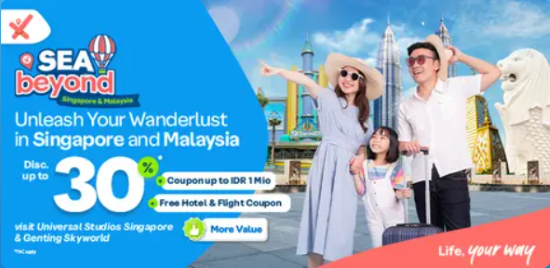 SEA
beyond
Singapore & Malaysia
Unleash Your Wanderlust
in Singapore and Malaysia
Disc.
up to
30%*
Coupon up to IDR 1 Mio
Free Hotel & Flight Coupon
More Value
visit Universal Studios Singapore
& Genting Skyworld
*T&C apply
Life, your way